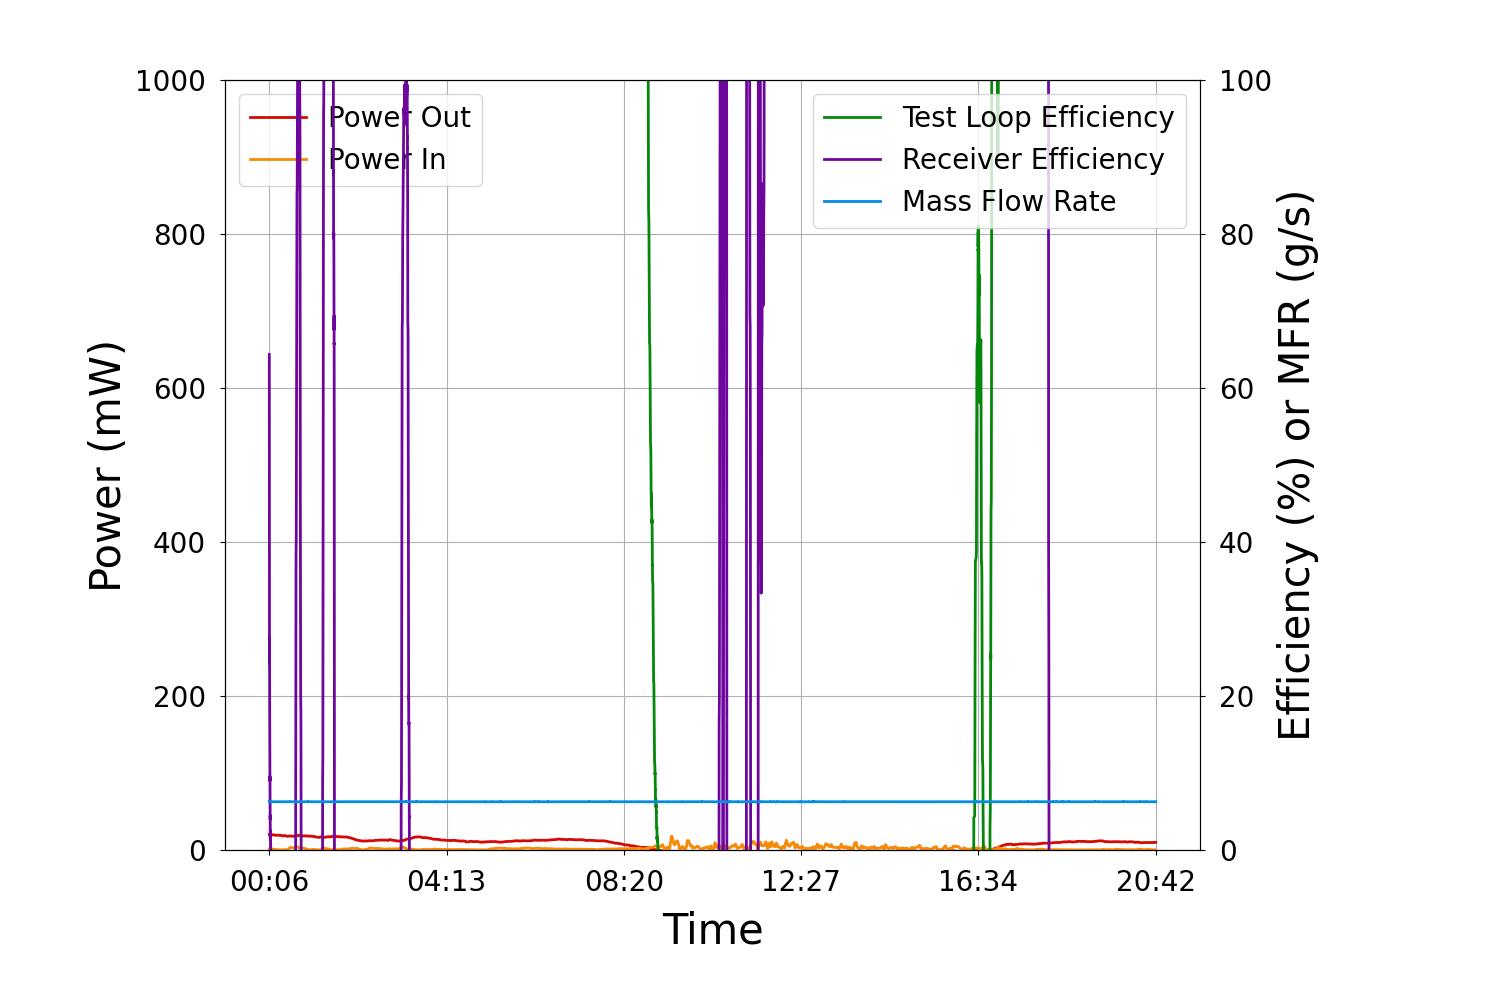 1000
800
600
400
200
0
Power (mW)
Power Out
Power In
Test Loop Efficiency
Receiver Efficiency
Mass Flow Rate
100
80
60
40
20
0
Efficiency (%) or MFR (g/s)
00:06 04:13 08:20 12:27 16:34 20:42
Time